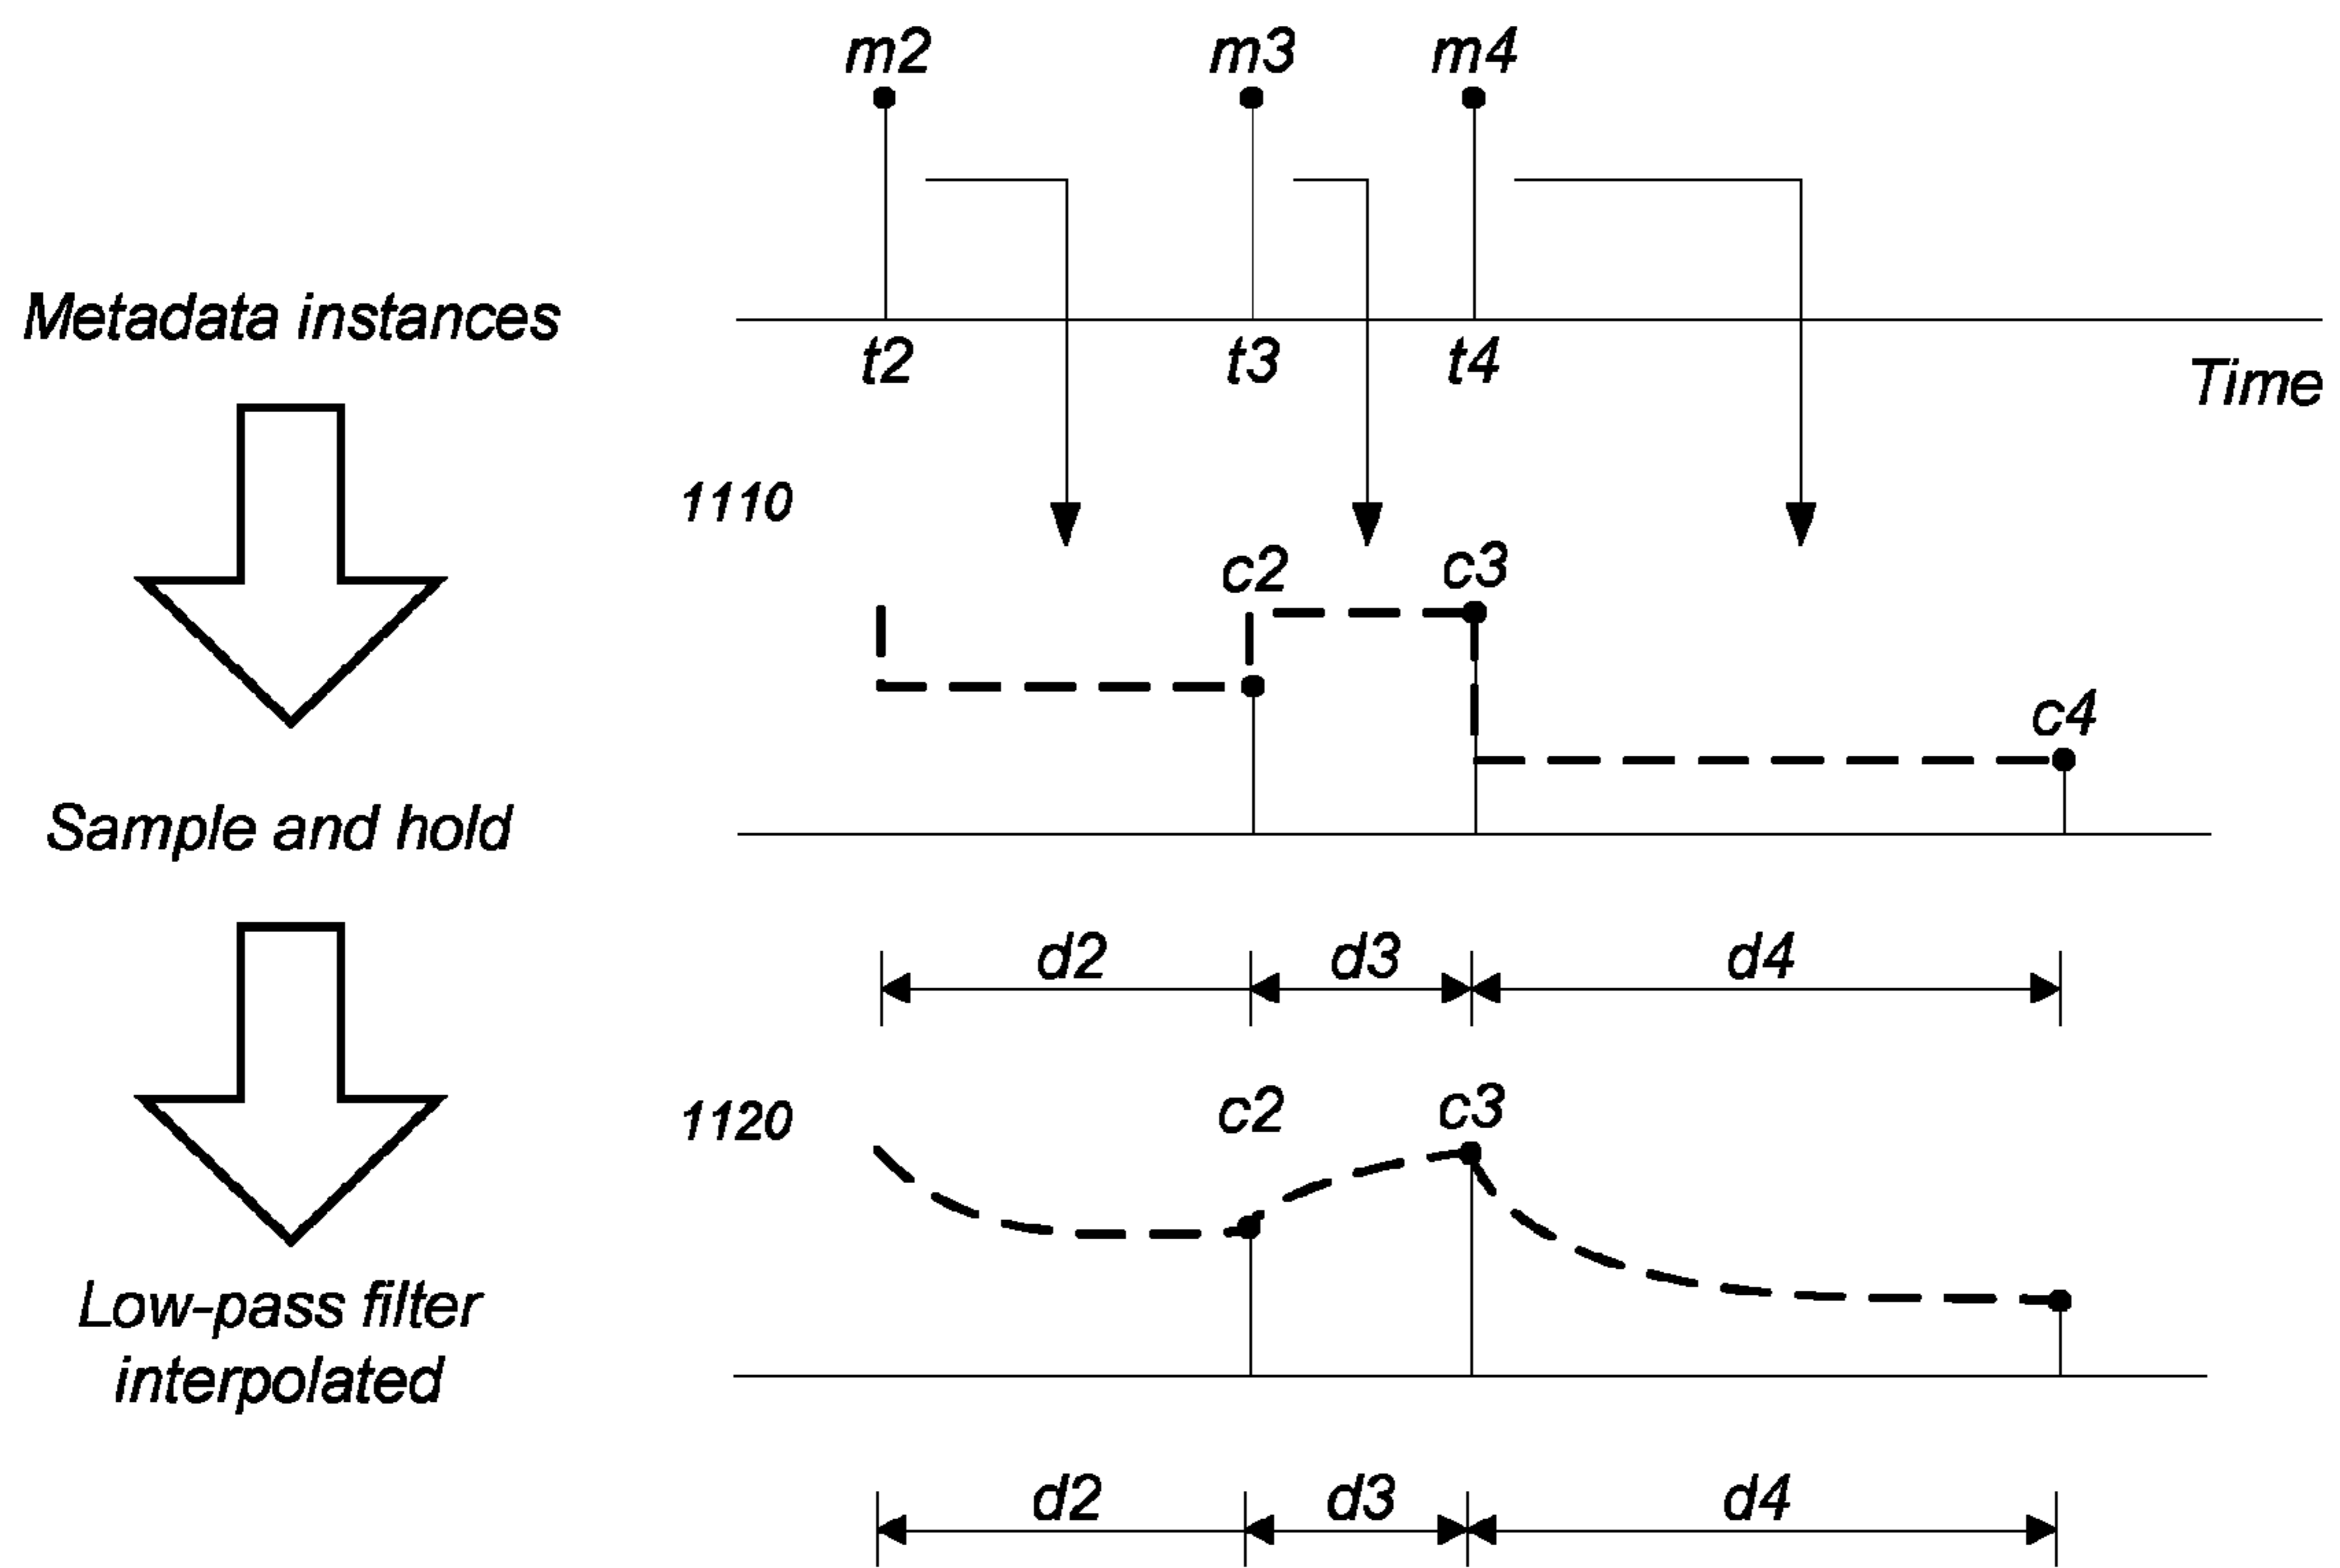 m2 m3 m4
Metadata instances
t2 t3 t4
Time
1110
c2 c3
c4
Sample and hold
d2 d3 d4
1120
c2 c3
Low-pass filter
interpolated
d2 d3 d4